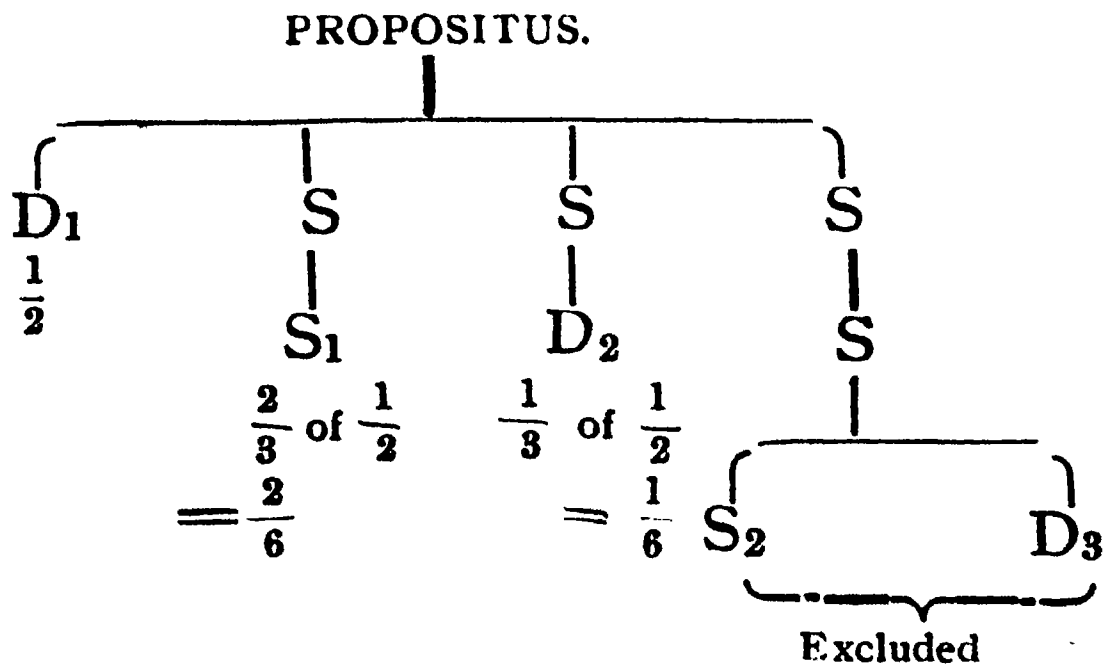 PROPOSITUS.
D1 S S S
1/2
S1 D2 S
2/3 of 1/2 1/3 of 1/2
= 2/6 = 1/6 S2 D3
Excluded